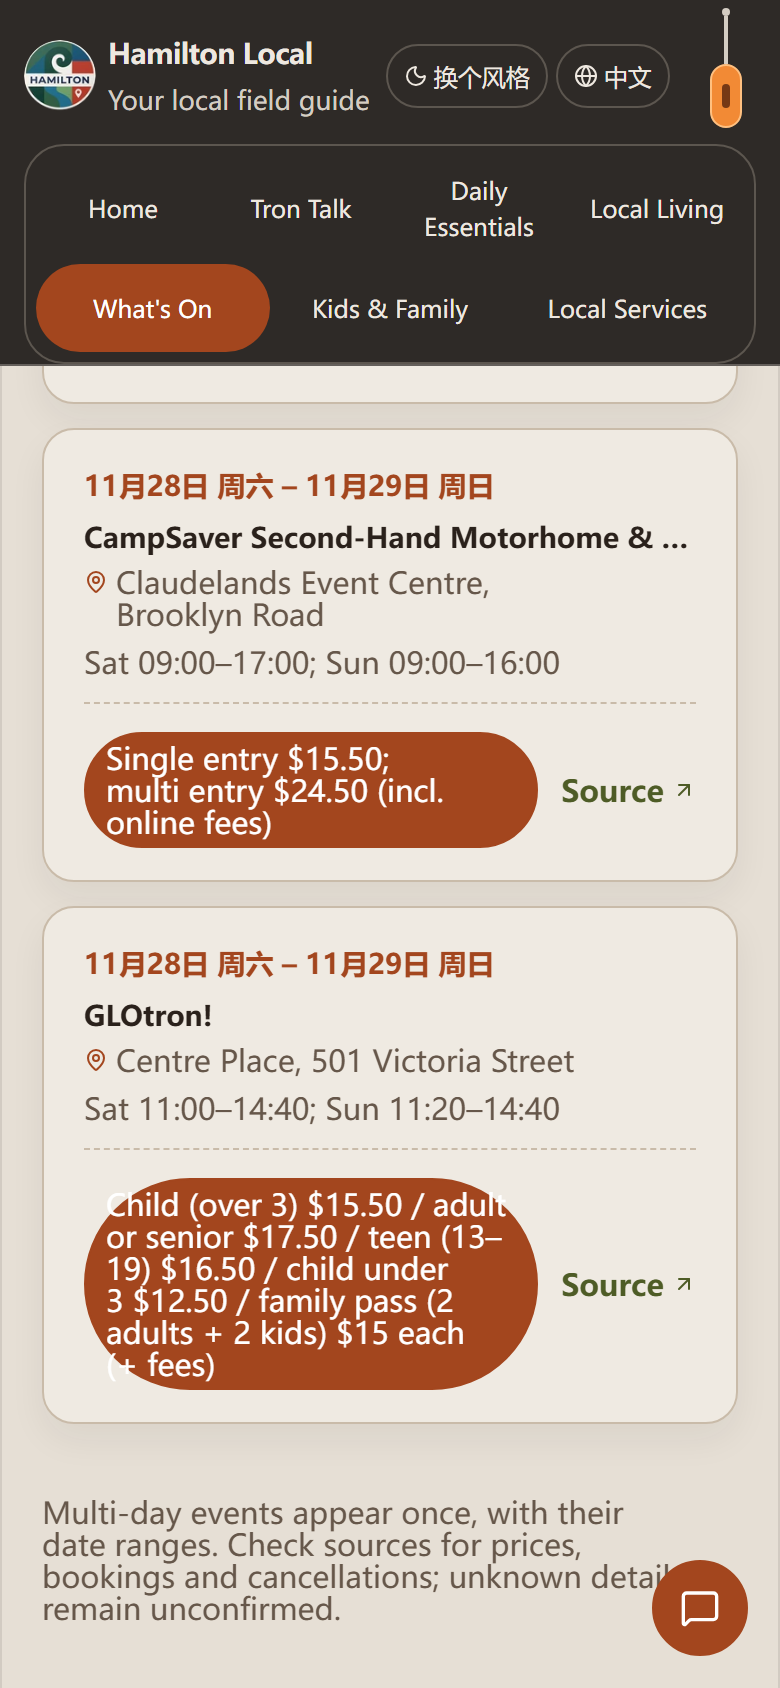 Hamilton Local
Your local field guide
HAMILTON
换个风格
中文
Home
Tron Talk
Daily
Essentials
Local Living
What's On
Kids & Family
Local Services
11月28日 周六 – 11月29日 周日
CampSaver Second-Hand Motorhome & ...
Claudelands Event Centre,
Brooklyn Road
Sat 09:00–17:00; Sun 09:00–16:00
Single entry $15.50;
multi entry $24.50 (incl.
online fees)
Source
11月28日 周六 – 11月29日 周日
GLOtron!
Centre Place, 501 Victoria Street
Sat 11:00–14:40; Sun 11:20–14:40
Child (over 3) $15.50 / adult
or senior $17.50 / teen (13–
19) $16.50 / child under
3 $12.50 / family pass (2
adults + 2 kids) $15 each
(+ fees)
Source
Multi-day events appear once, with their
date ranges. Check sources for prices,
bookings and cancellations; unknown
remain unconfirmed.